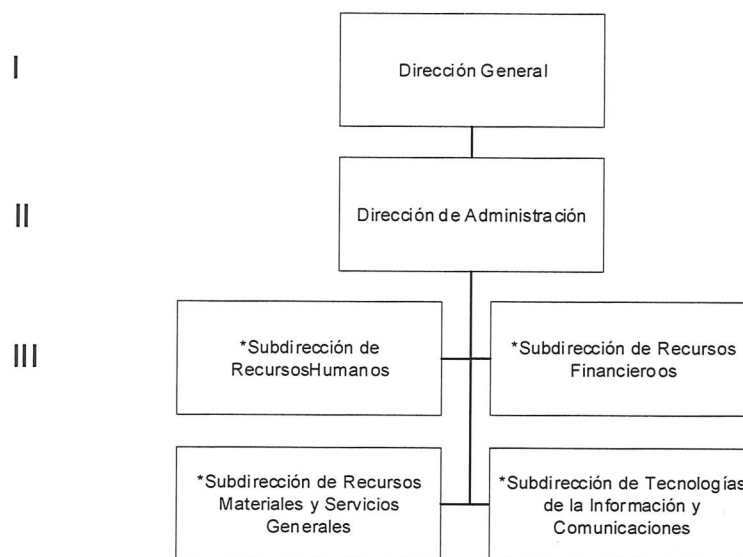 I
Dirección General
II
Dirección de Administración
III
*Subdirección de
RecursosHumanos
*Subdirección de Recursos
Financieroos
*Subdirección de Recursos
Materiales y Servicios
Generales
*Subdirección de Tecnologías
de la Información y
Comunicaciones